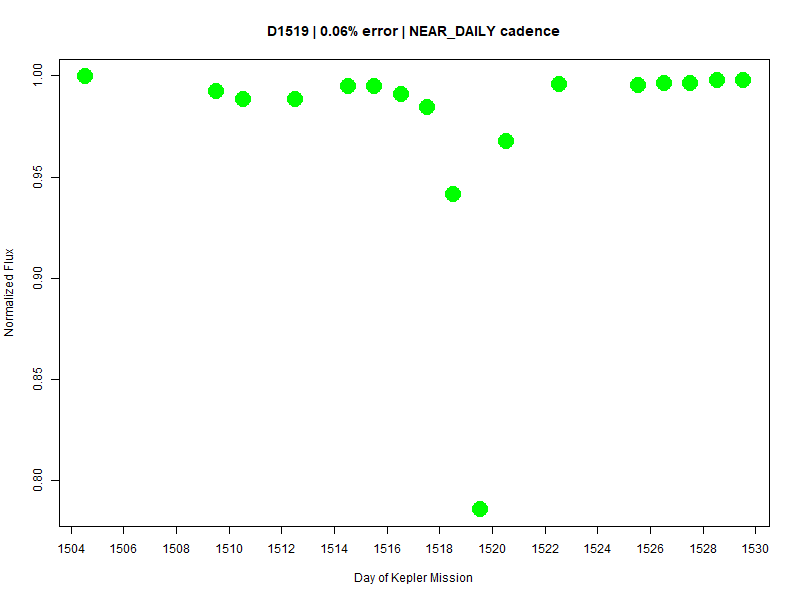 D1519 | 0.06% error | NEAR_DAILY cadence
1.00
0.95
0.90
0.85
0.80
Normalized Flux
1504 1506 1508 1510 1512 1514 1516 1518 1520 1522 1524 1526 1528 1530
Day of Kepler Mission